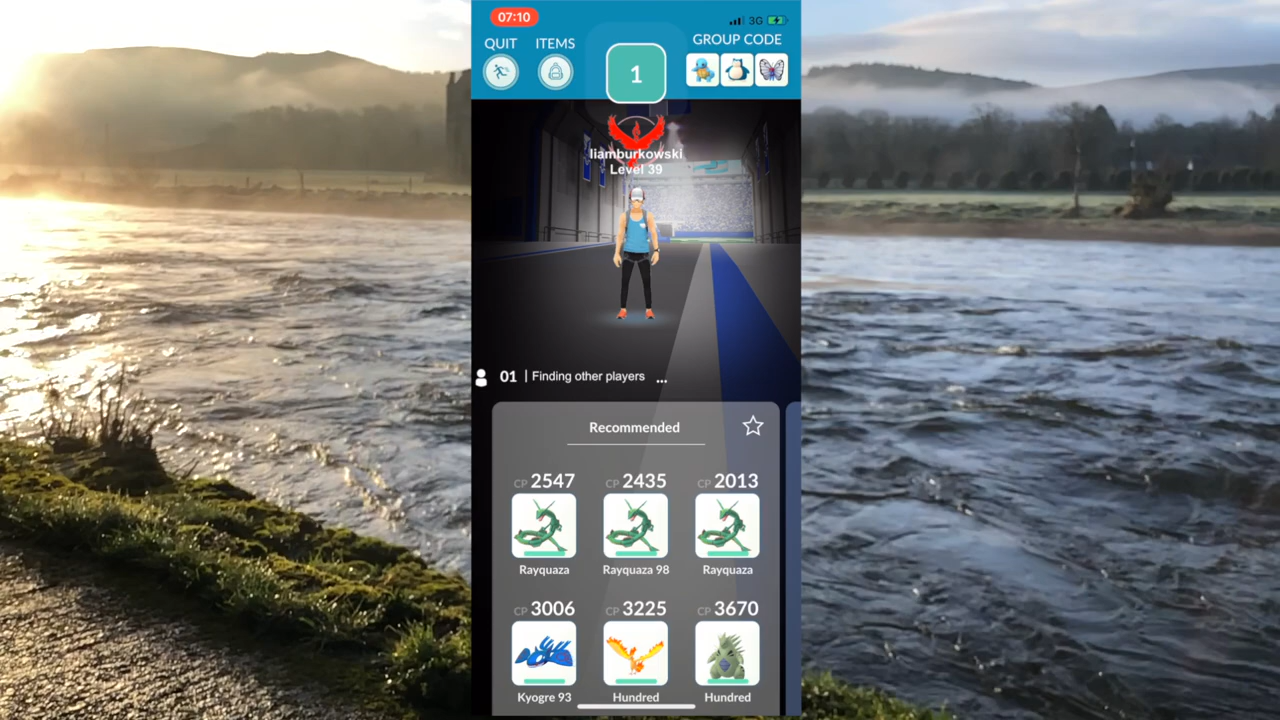 07:10
3G
QUIT
ITEMS
GROUP CODE
1
liamburkowski
Level 39
01 | Finding other players ...
Recommended
CP 2547
CP 2435
CP 2013
Rayquaza
Rayquaza 98
Rayquaza
CP 3006
CP 3225
CP 3670
Kyogre 93
Hundred
Hundred